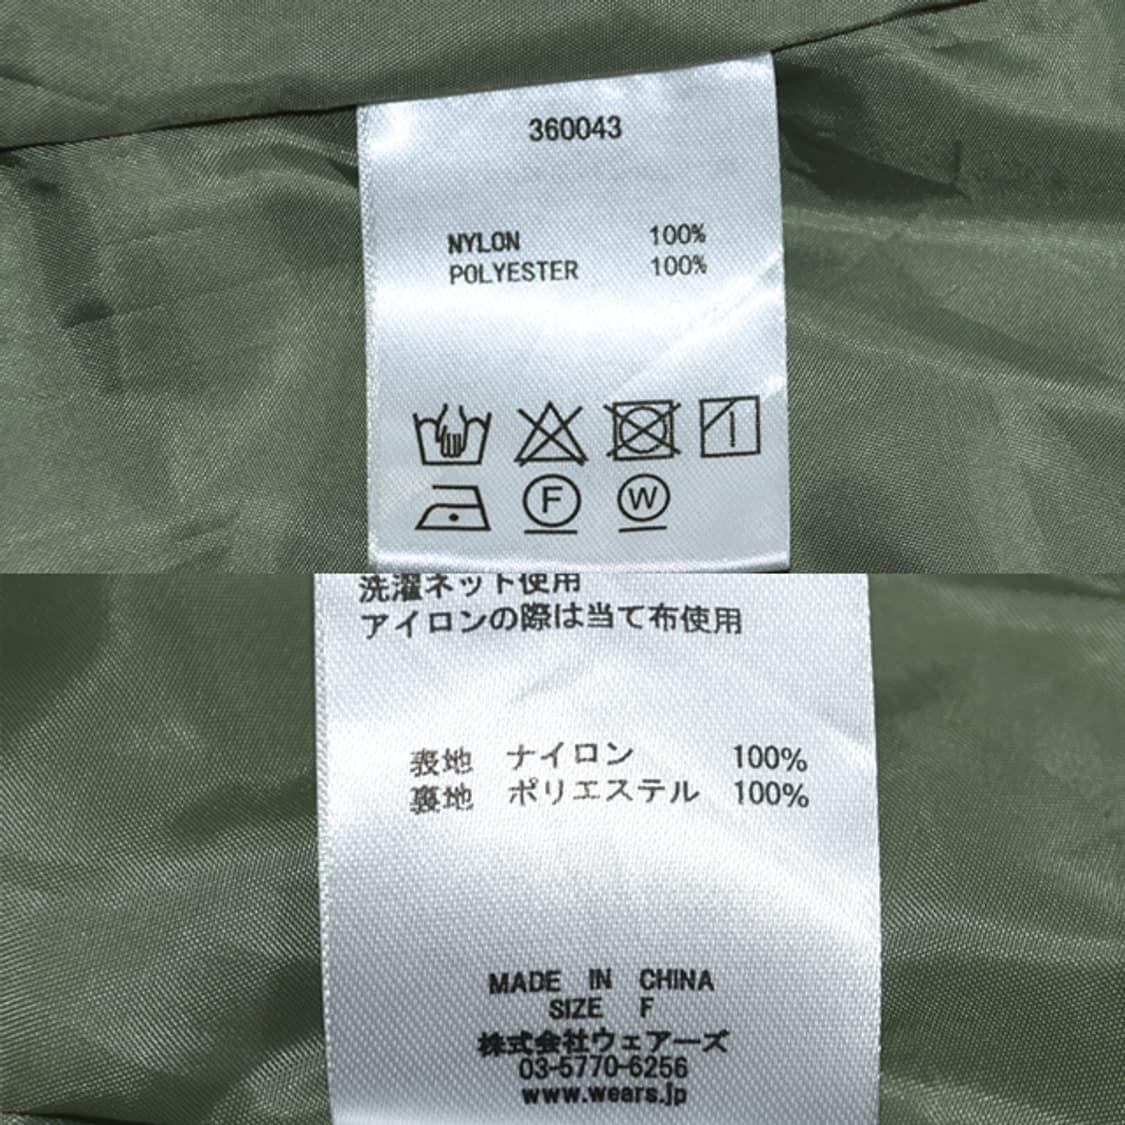 360043
NYLON 100%
POLYESTER 100%
F W
洗濯ネット使用
アイロンの際は当て布使用
表地 ナイロン 100%
裏地 ポリエステル 100%
MADE IN CHINA
SIZE F
株式会社ウェアーズ
03-5770-6256
www.wears.jp